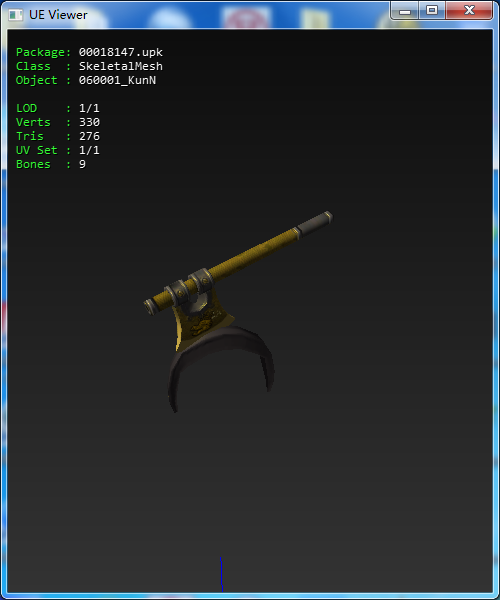 UE Viewer
Package: 00018147.upk
Class : SkeletalMesh
Object : 060001_KunN
LOD : 1/1
Verts : 330
Tris : 276
UV Set : 1/1
Bones : 9